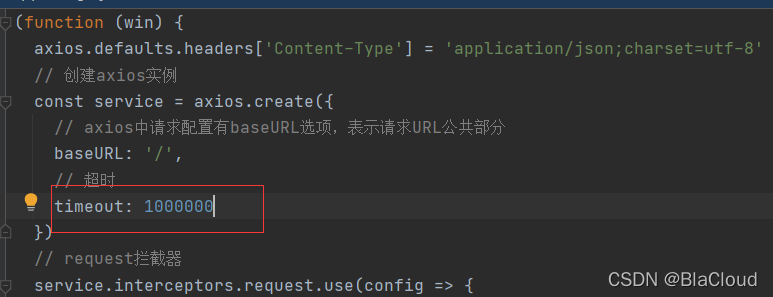 (function (win) {
axios.defaults.headers['Content-Type'] = 'application/json;charset=utf-8'
// 创建axios实例
const service = axios.create({
// axios中请求配置有baseURL选项，表示请求URL公共部分
baseURL: '/',
// 超时
timeout: 1000000
})
// request拦截器
service.interceptors.request.use(config => {
CSDN @BlaCloud